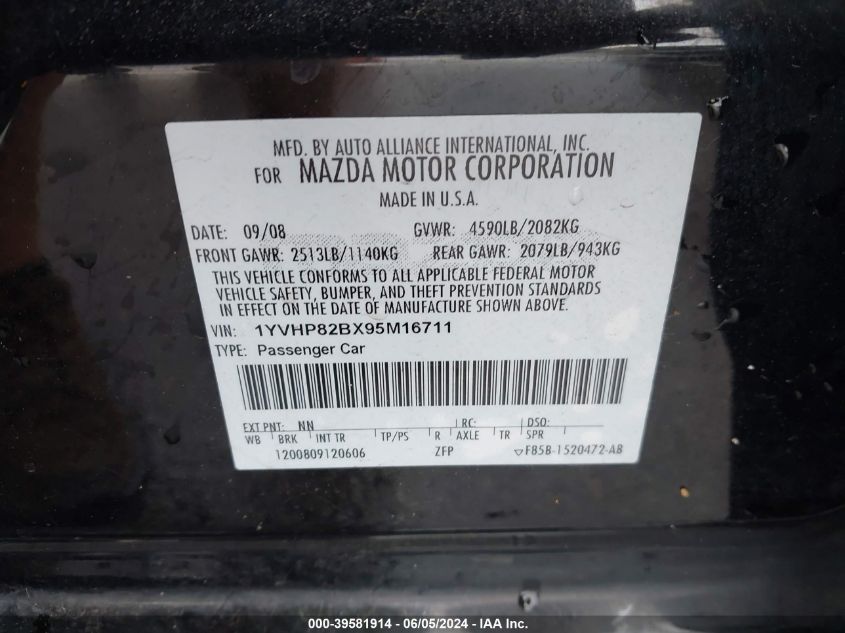 MFD. BY AUTO ALLIANCE INTERNATIONAL, INC.
FOR MAZDA MOTOR CORPORATION
MADE IN U.S.A.
DATE: 09/08 GVWR: 4590LB/2082KG
FRONT GAWR: 2513LB/1140KG REAR GAWR: 2079LB/943KG
THIS VEHICLE CONFORMS TO ALL APPLICABLE FEDERAL MOTOR
VEHICLE SAFETY, BUMPER, AND THEFT PREVENTION STANDARDS
IN EFFECT ON THE DATE OF MANUFACTURE SHOWN ABOVE.
VIN: 1YVHP82BX95M16711
TYPE: Passenger Car
EXT PNT: NN RC: DSO:
WB BRK INT TR TP/PS R AXLE TR SPR
1200809120606 ZFP F85B-1520472-AB
000-39581914 - 06/05/2024 - IAA Inc.